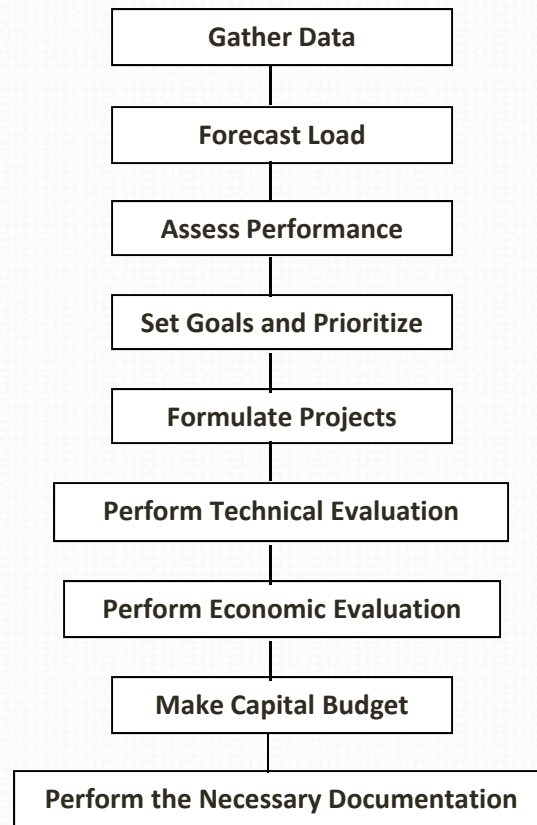 Gather Data
Forecast Load
Assess Performance
Set Goals and Prioritize
Formulate Projects
Perform Technical Evaluation
Perform Economic Evaluation
Make Capital Budget
Perform the Necessary Documentation